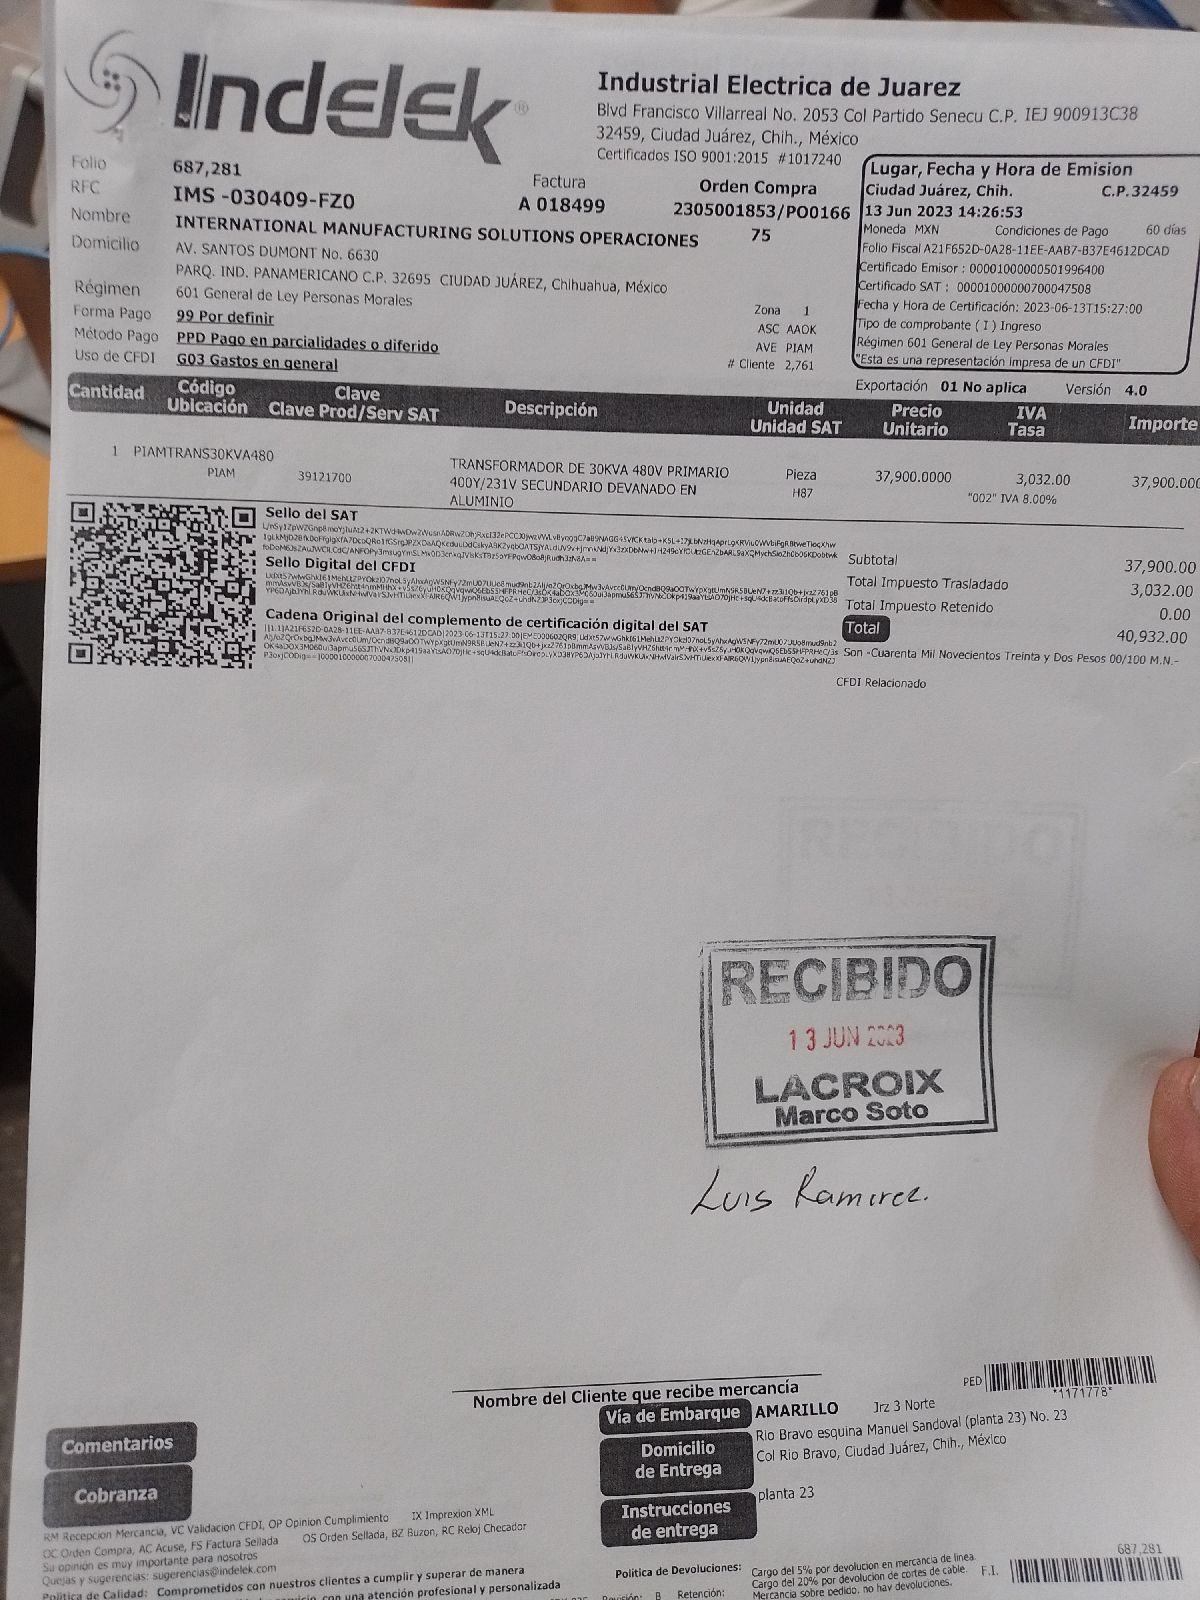 Indelek®
Industrial Electrica de Juarez
Blvd Francisco Villarreal No. 2053 Col Partido Senecu C.P. IEJ 900913C38
32459, Ciudad Juárez, Chih., México
Certificados ISO 9001:2015 #1017240
Folio 687,281
RFC IMS -030409-FZ0
Factura
A 018499
Orden Compra
2305001853/PO0166
75
Nombre INTERNATIONAL MANUFACTURING SOLUTIONS OPERACIONES
Domicilio AV. SANTOS DUMONT No. 6630
PARQ. IND. PANAMERICANO C.P. 32695 CIUDAD JUÁREZ, Chihuahua, México
Régimen 601 General de Ley Personas Morales
Forma Pago 99 Por definir
Método Pago PPD Pago en parcialidades o diferido
Uso de CFDI G03 Gastos en general
Zona 1
ASC AAOK
AVE PIAM
# Cliente 2,761
Lugar, Fecha y Hora de Emision
Ciudad Juárez, Chih. C.P.32459
13 Jun 2023 14:26:53
Moneda MXN Condiciones de Pago 60 días
Folio Fiscal A21F652D-0A28-11EE-AAB7-B37E4612DCAD
Certificado Emisor : 00001000000501996400
Certificado SAT : 00001000000700047508
Fecha y Hora de Certificación: 2023-06-13T15:27:00
Tipo de comprobante ( I ) Ingreso
Régimen 601 General de Ley Personas Morales
"Esta es una representación impresa de un CFDI"
Exportación 01 No aplica Versión 4.0
Cantidad Código Ubicación Clave Clave Prod/Serv SAT Descripción Unidad Unidad SAT Precio Unitario IVA Tasa Importe
1 PIAMTRANS30KVA480
PIAM 39121700
TRANSFORMADOR DE 30KVA 480V PRIMARIO
400Y/231V SECUNDARIO DEVANADO EN
ALUMINIO
Pieza
H87
37,900.0000
3,032.00
"002" IVA 8.00%
37,900.000
Sello del SAT
Sello Digital del CFDI
Cadena Original del complemento de certificación digital del SAT
Subtotal 37,900.00
Total Impuesto Trasladado 3,032.00
Total Impuesto Retenido 0.00
Total 40,932.00
Son -Cuarenta Mil Novecientos Treinta y Dos Pesos 00/100 M.N.-
CFDI Relacionado
RECIBIDO
13 JUN 2023
LACROIX
Marco Soto
Luis Ramirez.
Nombre del Cliente que recibe mercancía
PED *1171778*
Comentarios
Cobranza
Vía de Embarque AMARILLO Jrz 3 Norte
Domicilio de Entrega
Rio Bravo esquina Manuel Sandoval (planta 23) No. 23
Col Rio Bravo, Ciudad Juárez, Chih., México
Instrucciones de entrega
planta 23
RM Recepcion Mercancia, VC Validacion CFDI, OP Opinion Cumplimiento IX Imprexion XML
OC Orden Compra, AC Acuse, FS Factura Sellada OS Orden Sellada, BZ Buzon, RC Reloj Checador
Su opinión es muy importante para nosotros
Quejas y sugerencias: sugerencias@indelek.com
Politica de Calidad: Comprometidos con nuestros clientes a cumplir y superar de manera
con una atención profesional y personalizada
Politica de Devoluciones: Cargo del 5% por devolucion en mercancia de linea.
Cargo del 20% por devolucion de cortes de cable.
Mercancia sobre pedido, no hay devoluciones.
B Retención:
F.I. 687,281